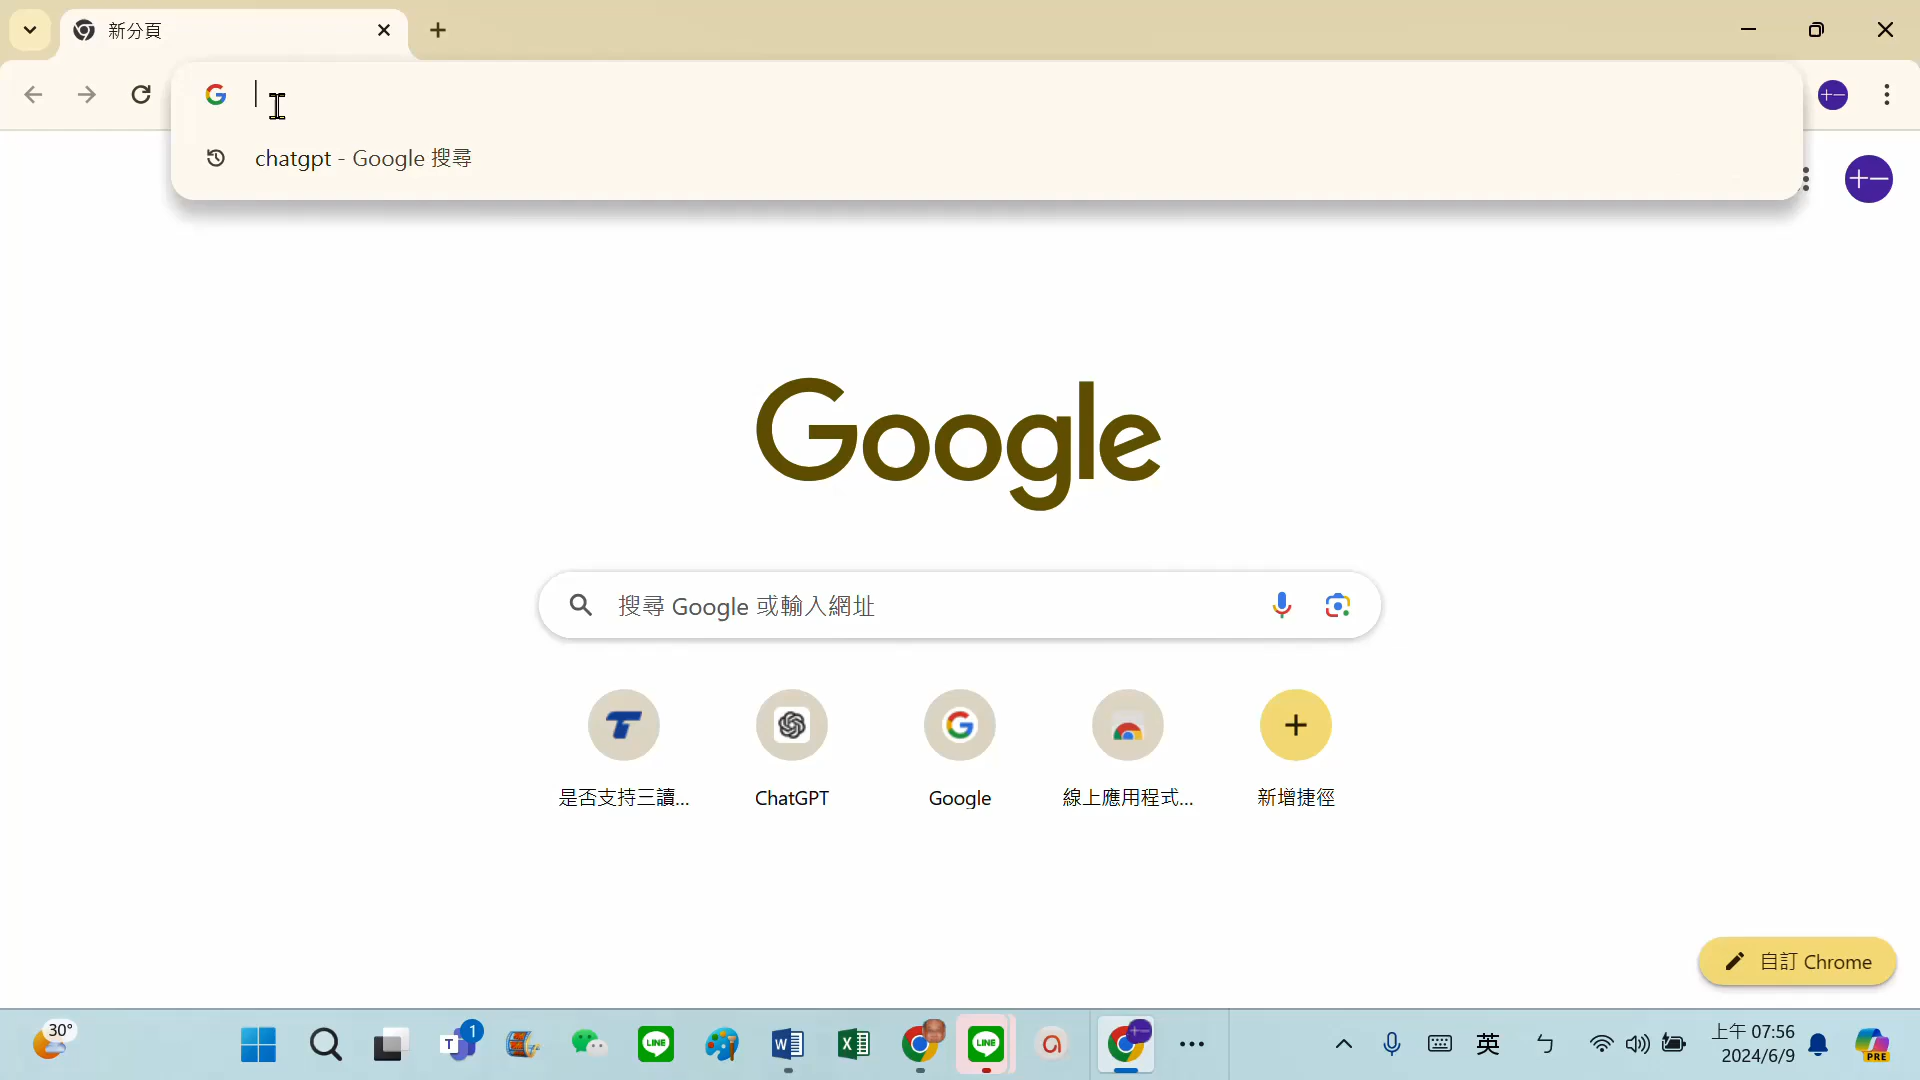 新分頁
chatgpt - Google 搜尋
Google
搜尋 Google 或輸入網址
是否支持三讀...
ChatGPT
Google
線上應用程式...
新增捷徑
自訂 Chrome
30°
1
英
ㄅ
上午 07:56
2024/6/9
PRE